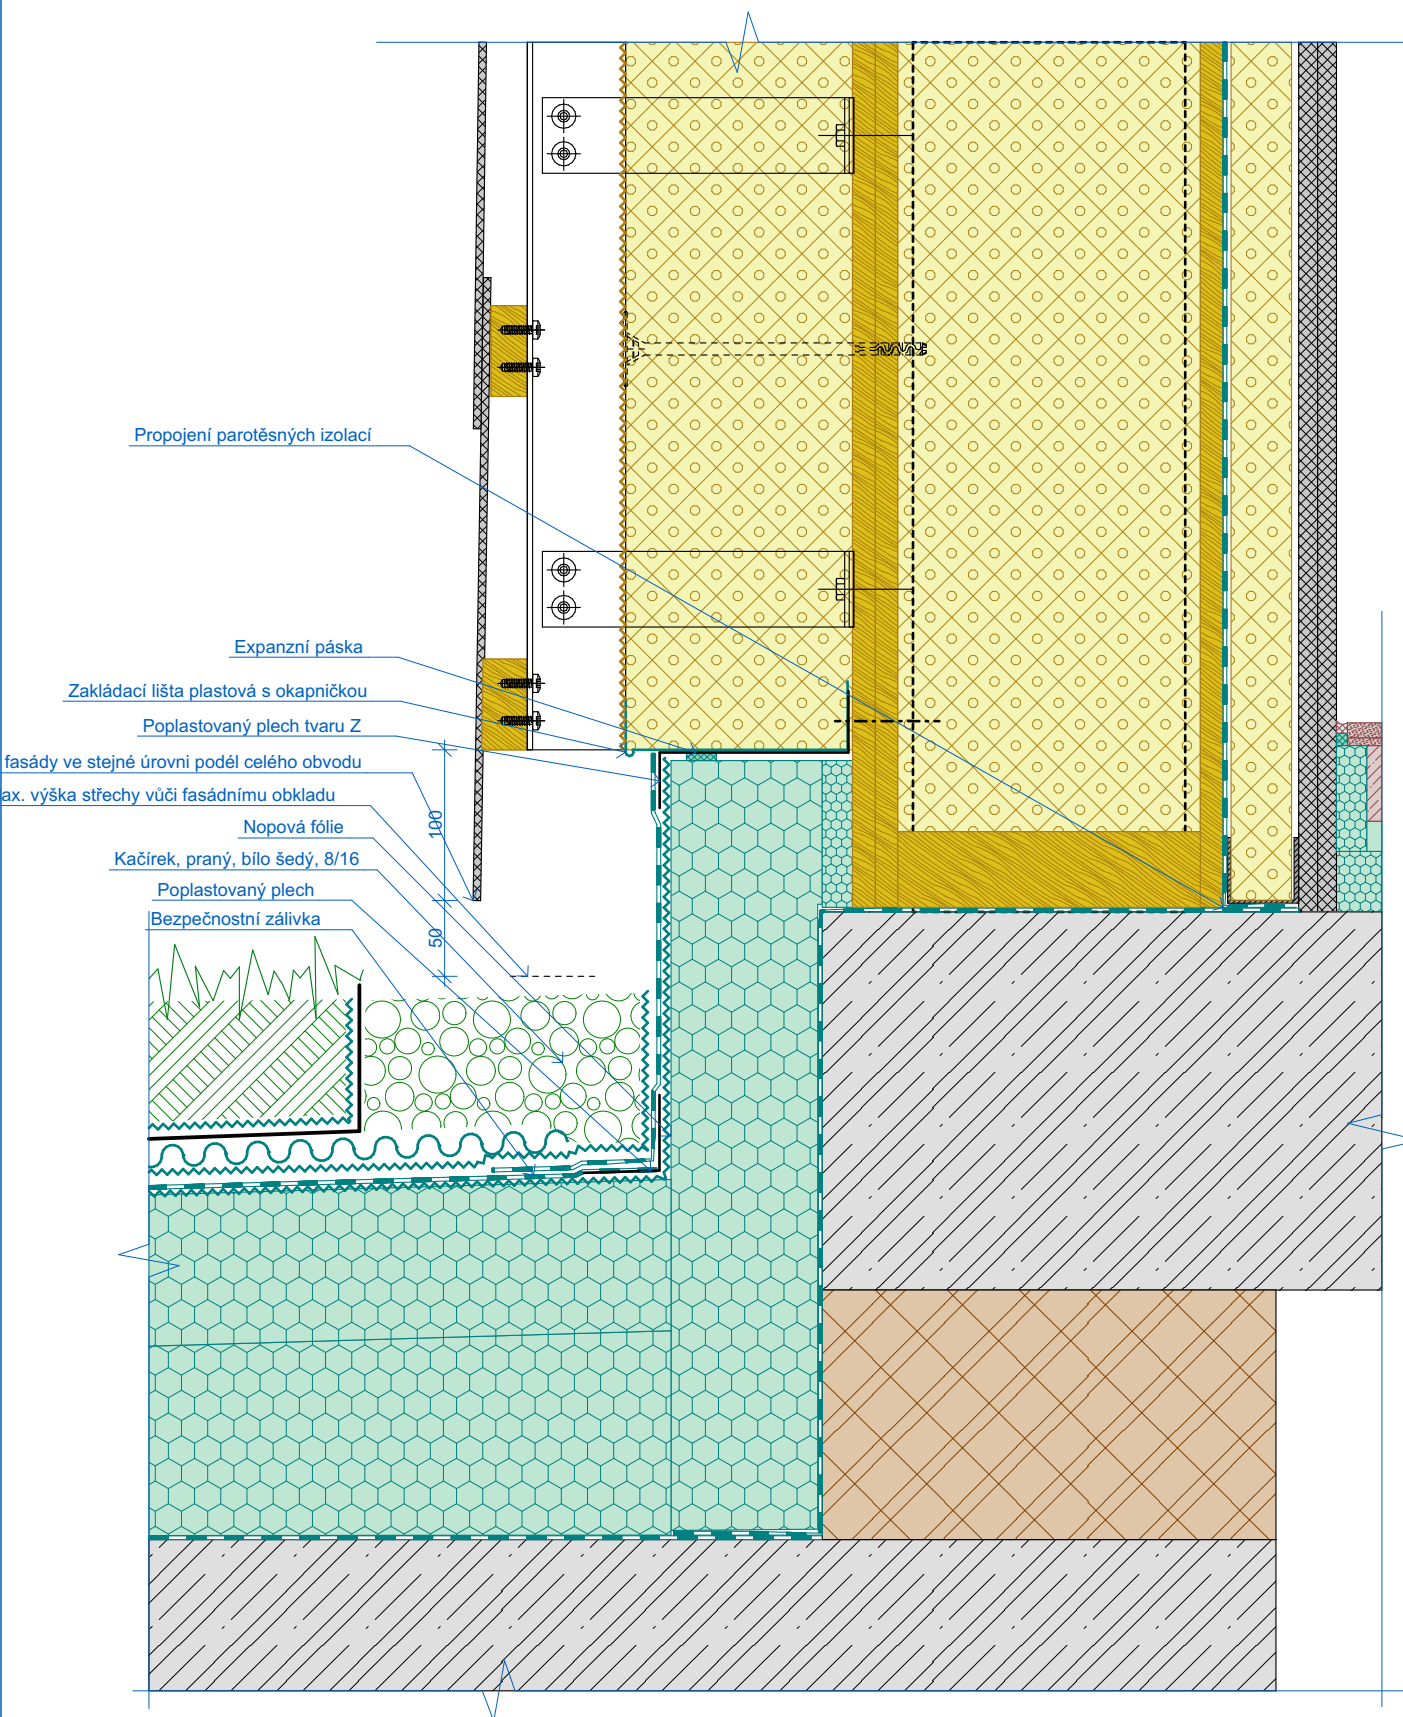 Propojení parotěsných izolací
Expanzní páska
Zakládací lišta plastová s okapničkou
Poplastovaný plech tvaru Z
fasády ve stejné úrovni podél celého obvodu
ax. výška střechy vůči fasádnímu obkladu
100
Nopová fólie
Kačírek, praný, bílo šedý, 8/16
Poplastovaný plech
Bezpečnostní zálivka
50